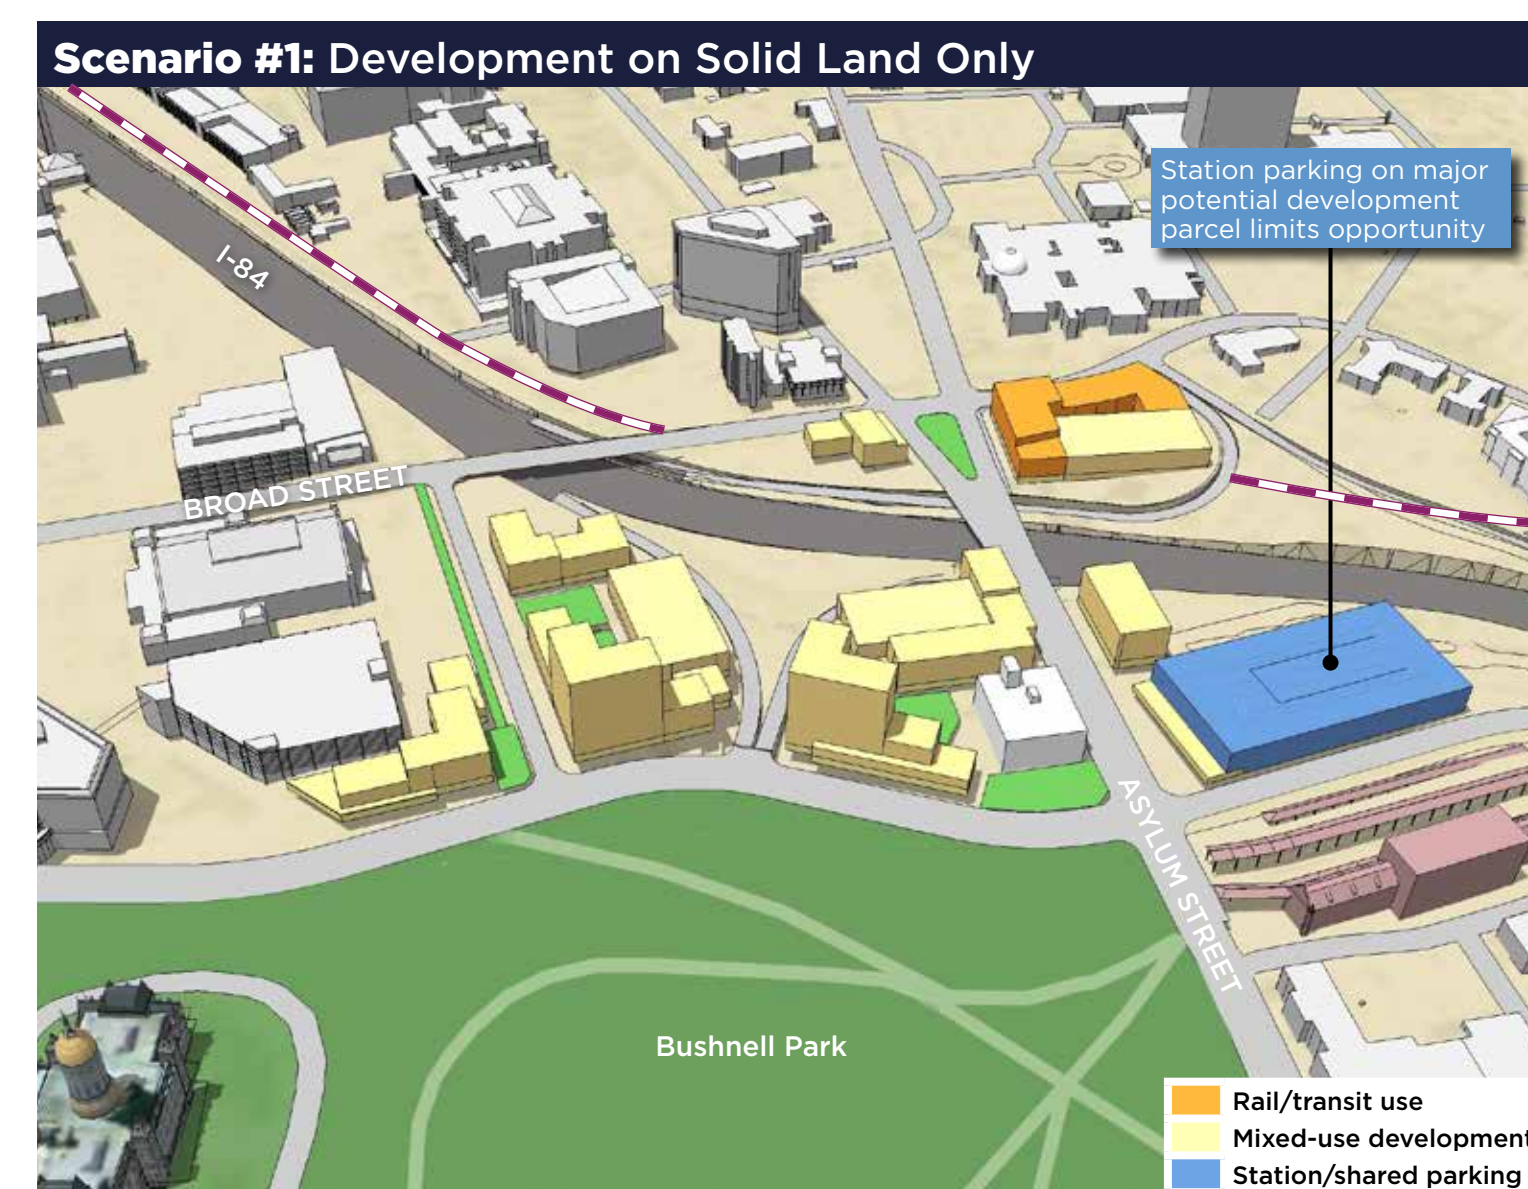 Scenario #1: Development on Solid Land Only
Station parking on major
potential development
parcel limits opportunity
I-84
BROAD STREET
ASYLUM STREET
Bushnell Park
Rail/transit use
Mixed-use development
Station/shared parking